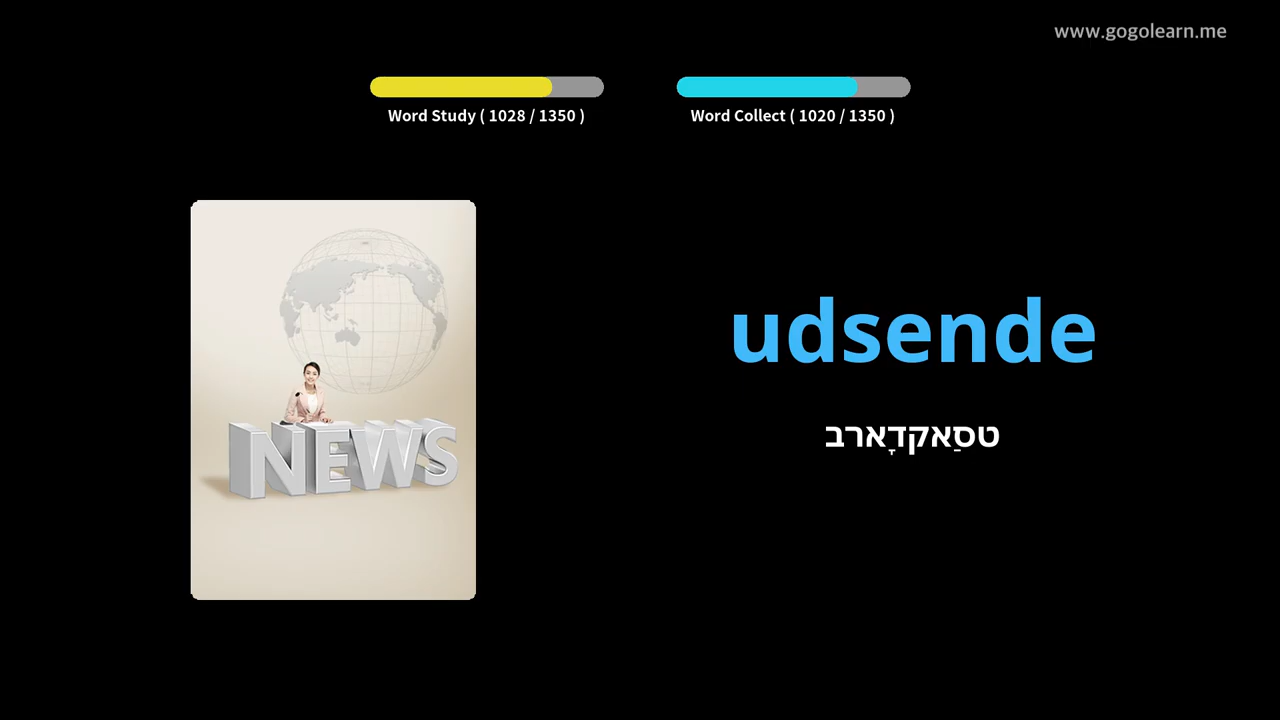 www.gogolearn.me
Word Study ( 1028 / 1350 )
Word Collect ( 1020 / 1350 )
NEWS
udsende
טסַאקדָארב